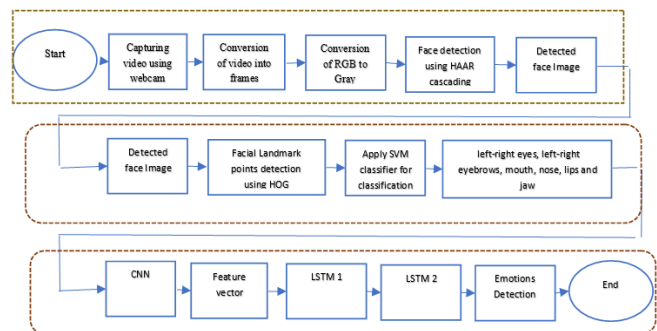 Start
Capturing
video using
webcam
Conversion
of video into
frames
Conversion
of RGB to
Gray
Face detection
using HAAR
cascading
Detected
face Image
Detected
face Image
Facial Landmark
points detection
using HOG
Apply SVM
classifier for
classification
left-right eyes, left-right
eyebrows, mouth, nose, lips and
jaw
CNN
Feature
vector
LSTM 1
LSTM 2
Emotions
Detection
End